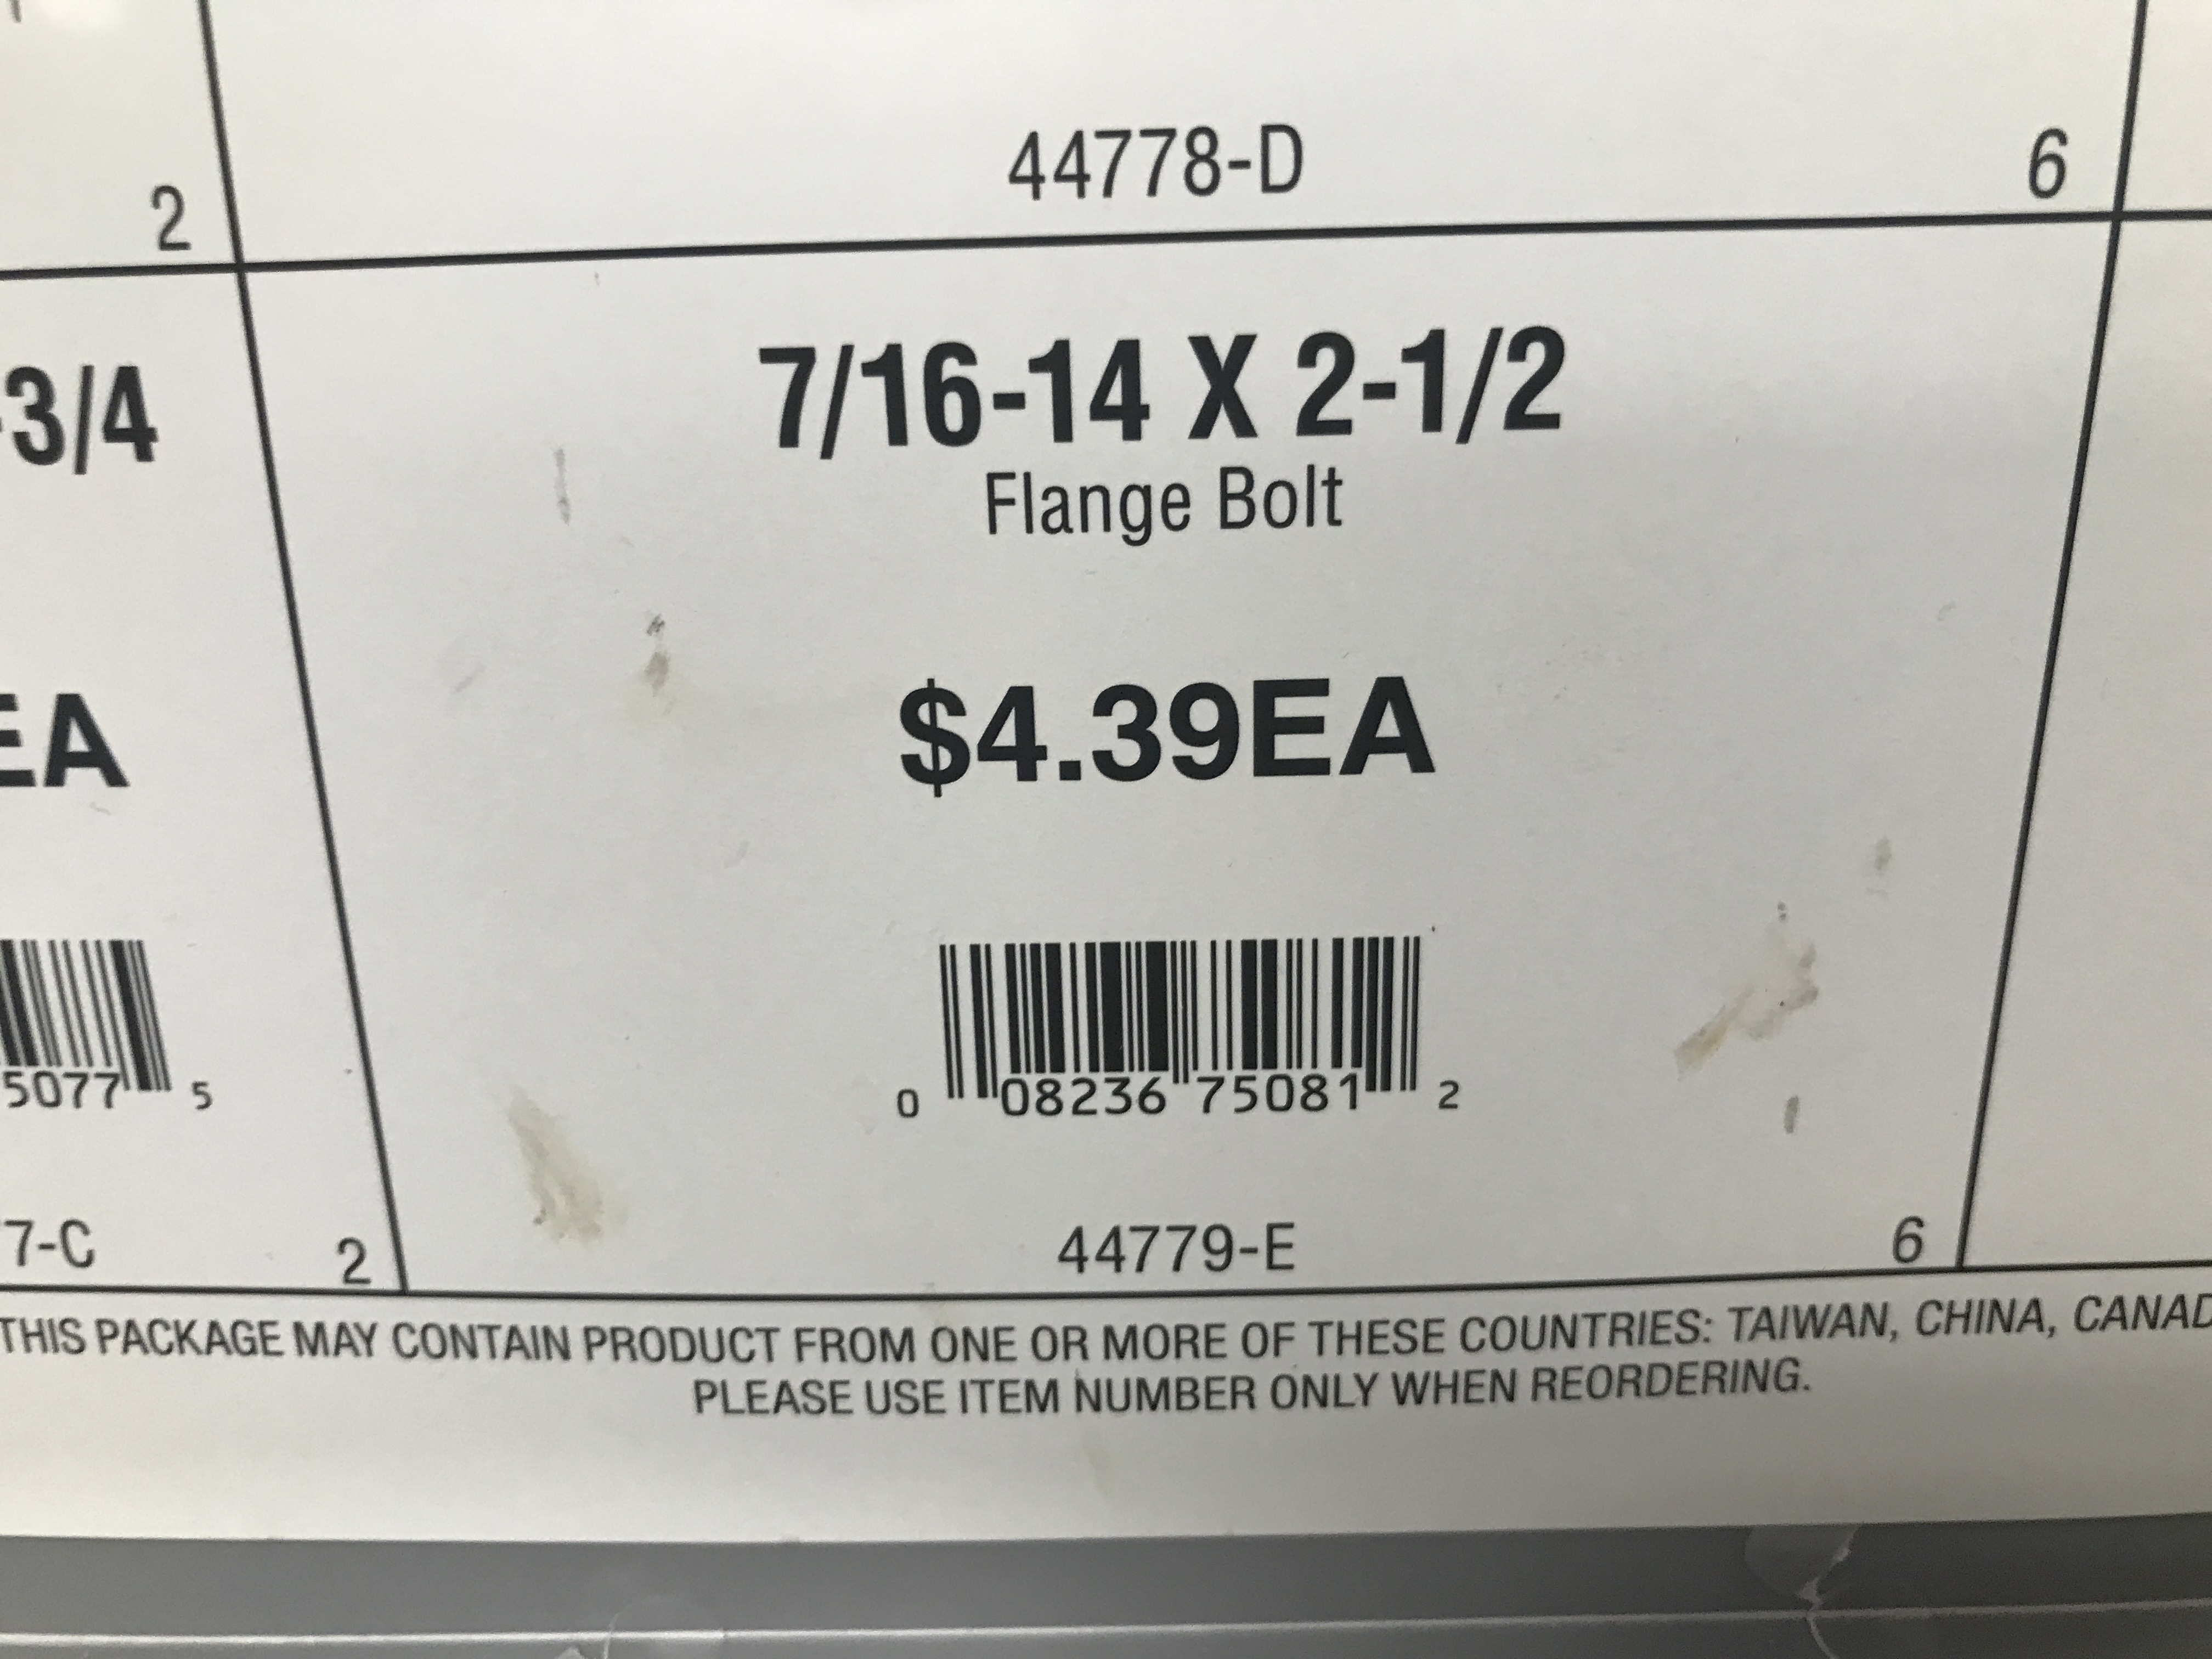 2
44778-D
6
-3/4
7/16-14 X 2-1/2
Flange Bolt
EA
$4.39EA
5077 5
0 08236 75081 2
7-C
2
44779-E
6
THIS PACKAGE MAY CONTAIN PRODUCT FROM ONE OR MORE OF THESE COUNTRIES: TAIWAN, CHINA, CANAD
PLEASE USE ITEM NUMBER ONLY WHEN REORDERING.